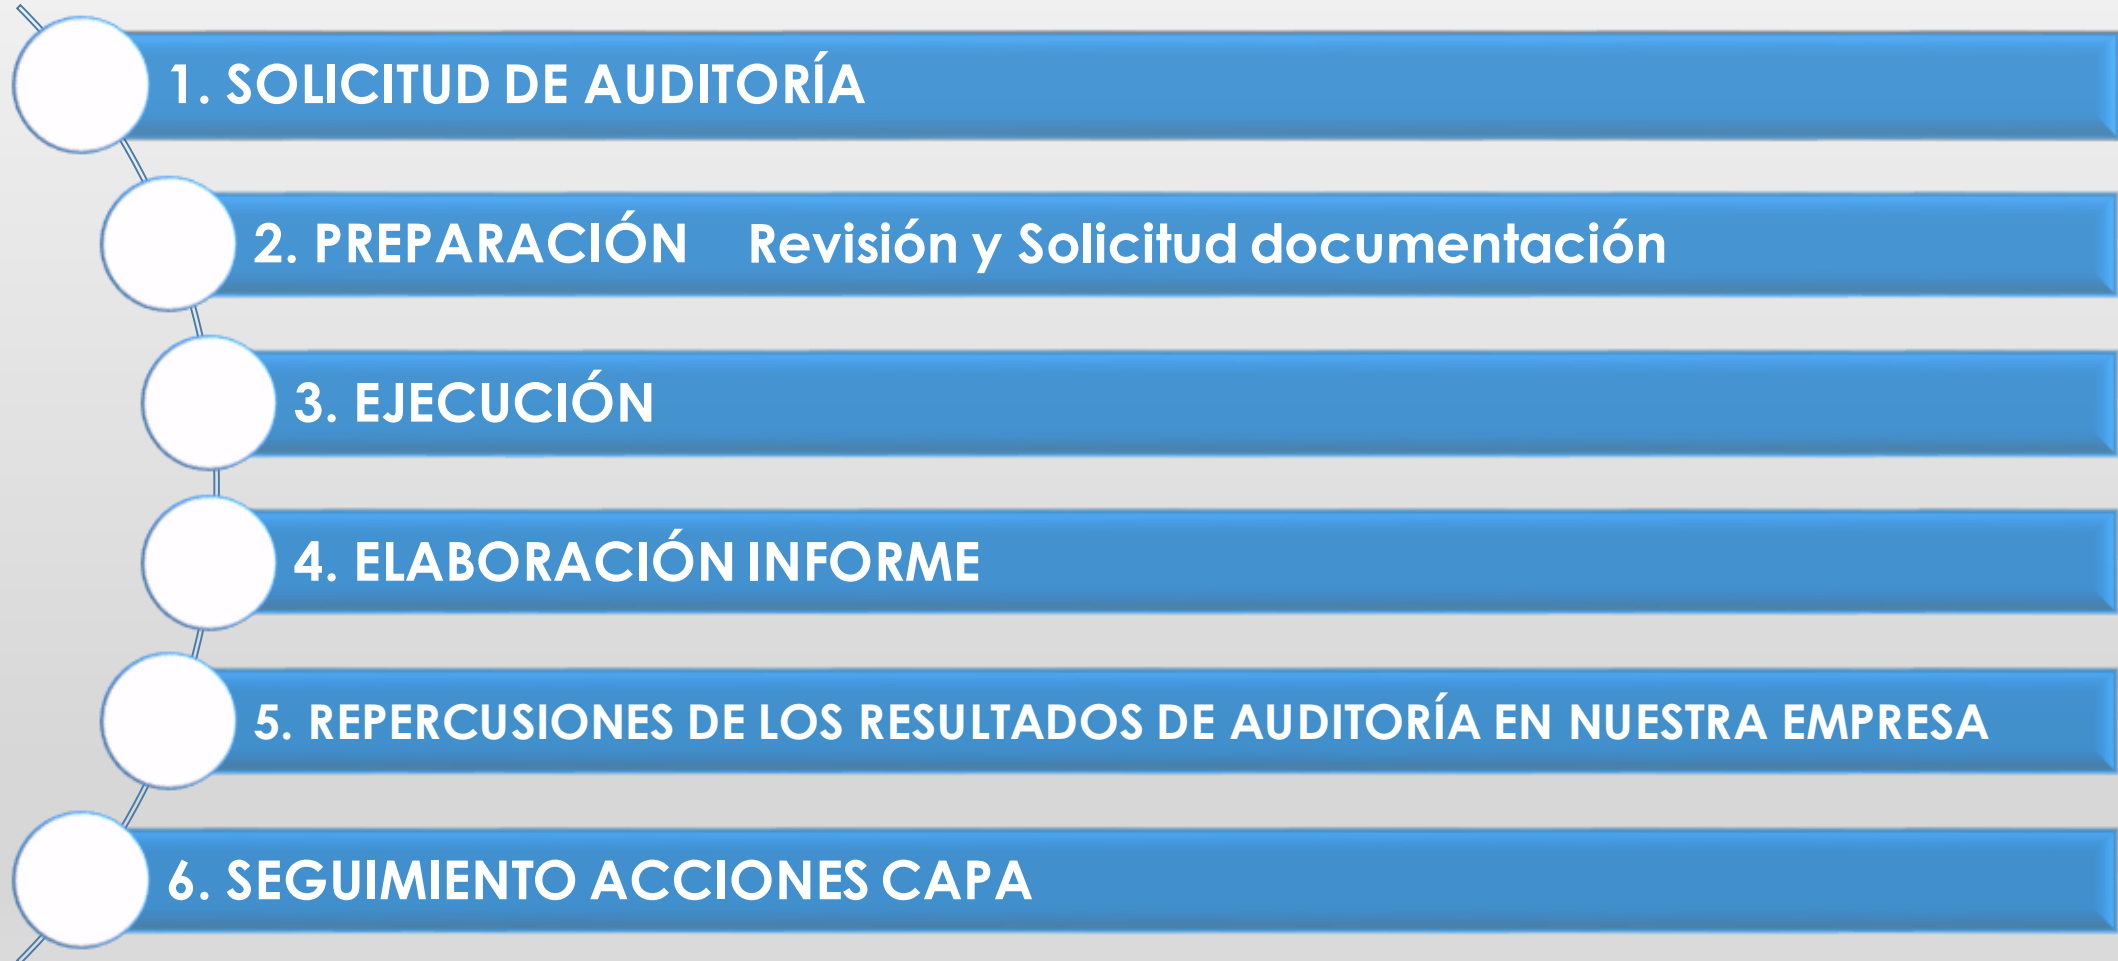 1. SOLICITUD DE AUDITORÍA
2. PREPARACIÓN Revisión y Solicitud documentación
3. EJECUCIÓN
4. ELABORACIÓN INFORME
5. REPERCUSIONES DE LOS RESULTADOS DE AUDITORÍA EN NUESTRA EMPRESA
6. SEGUIMIENTO ACCIONES CAPA